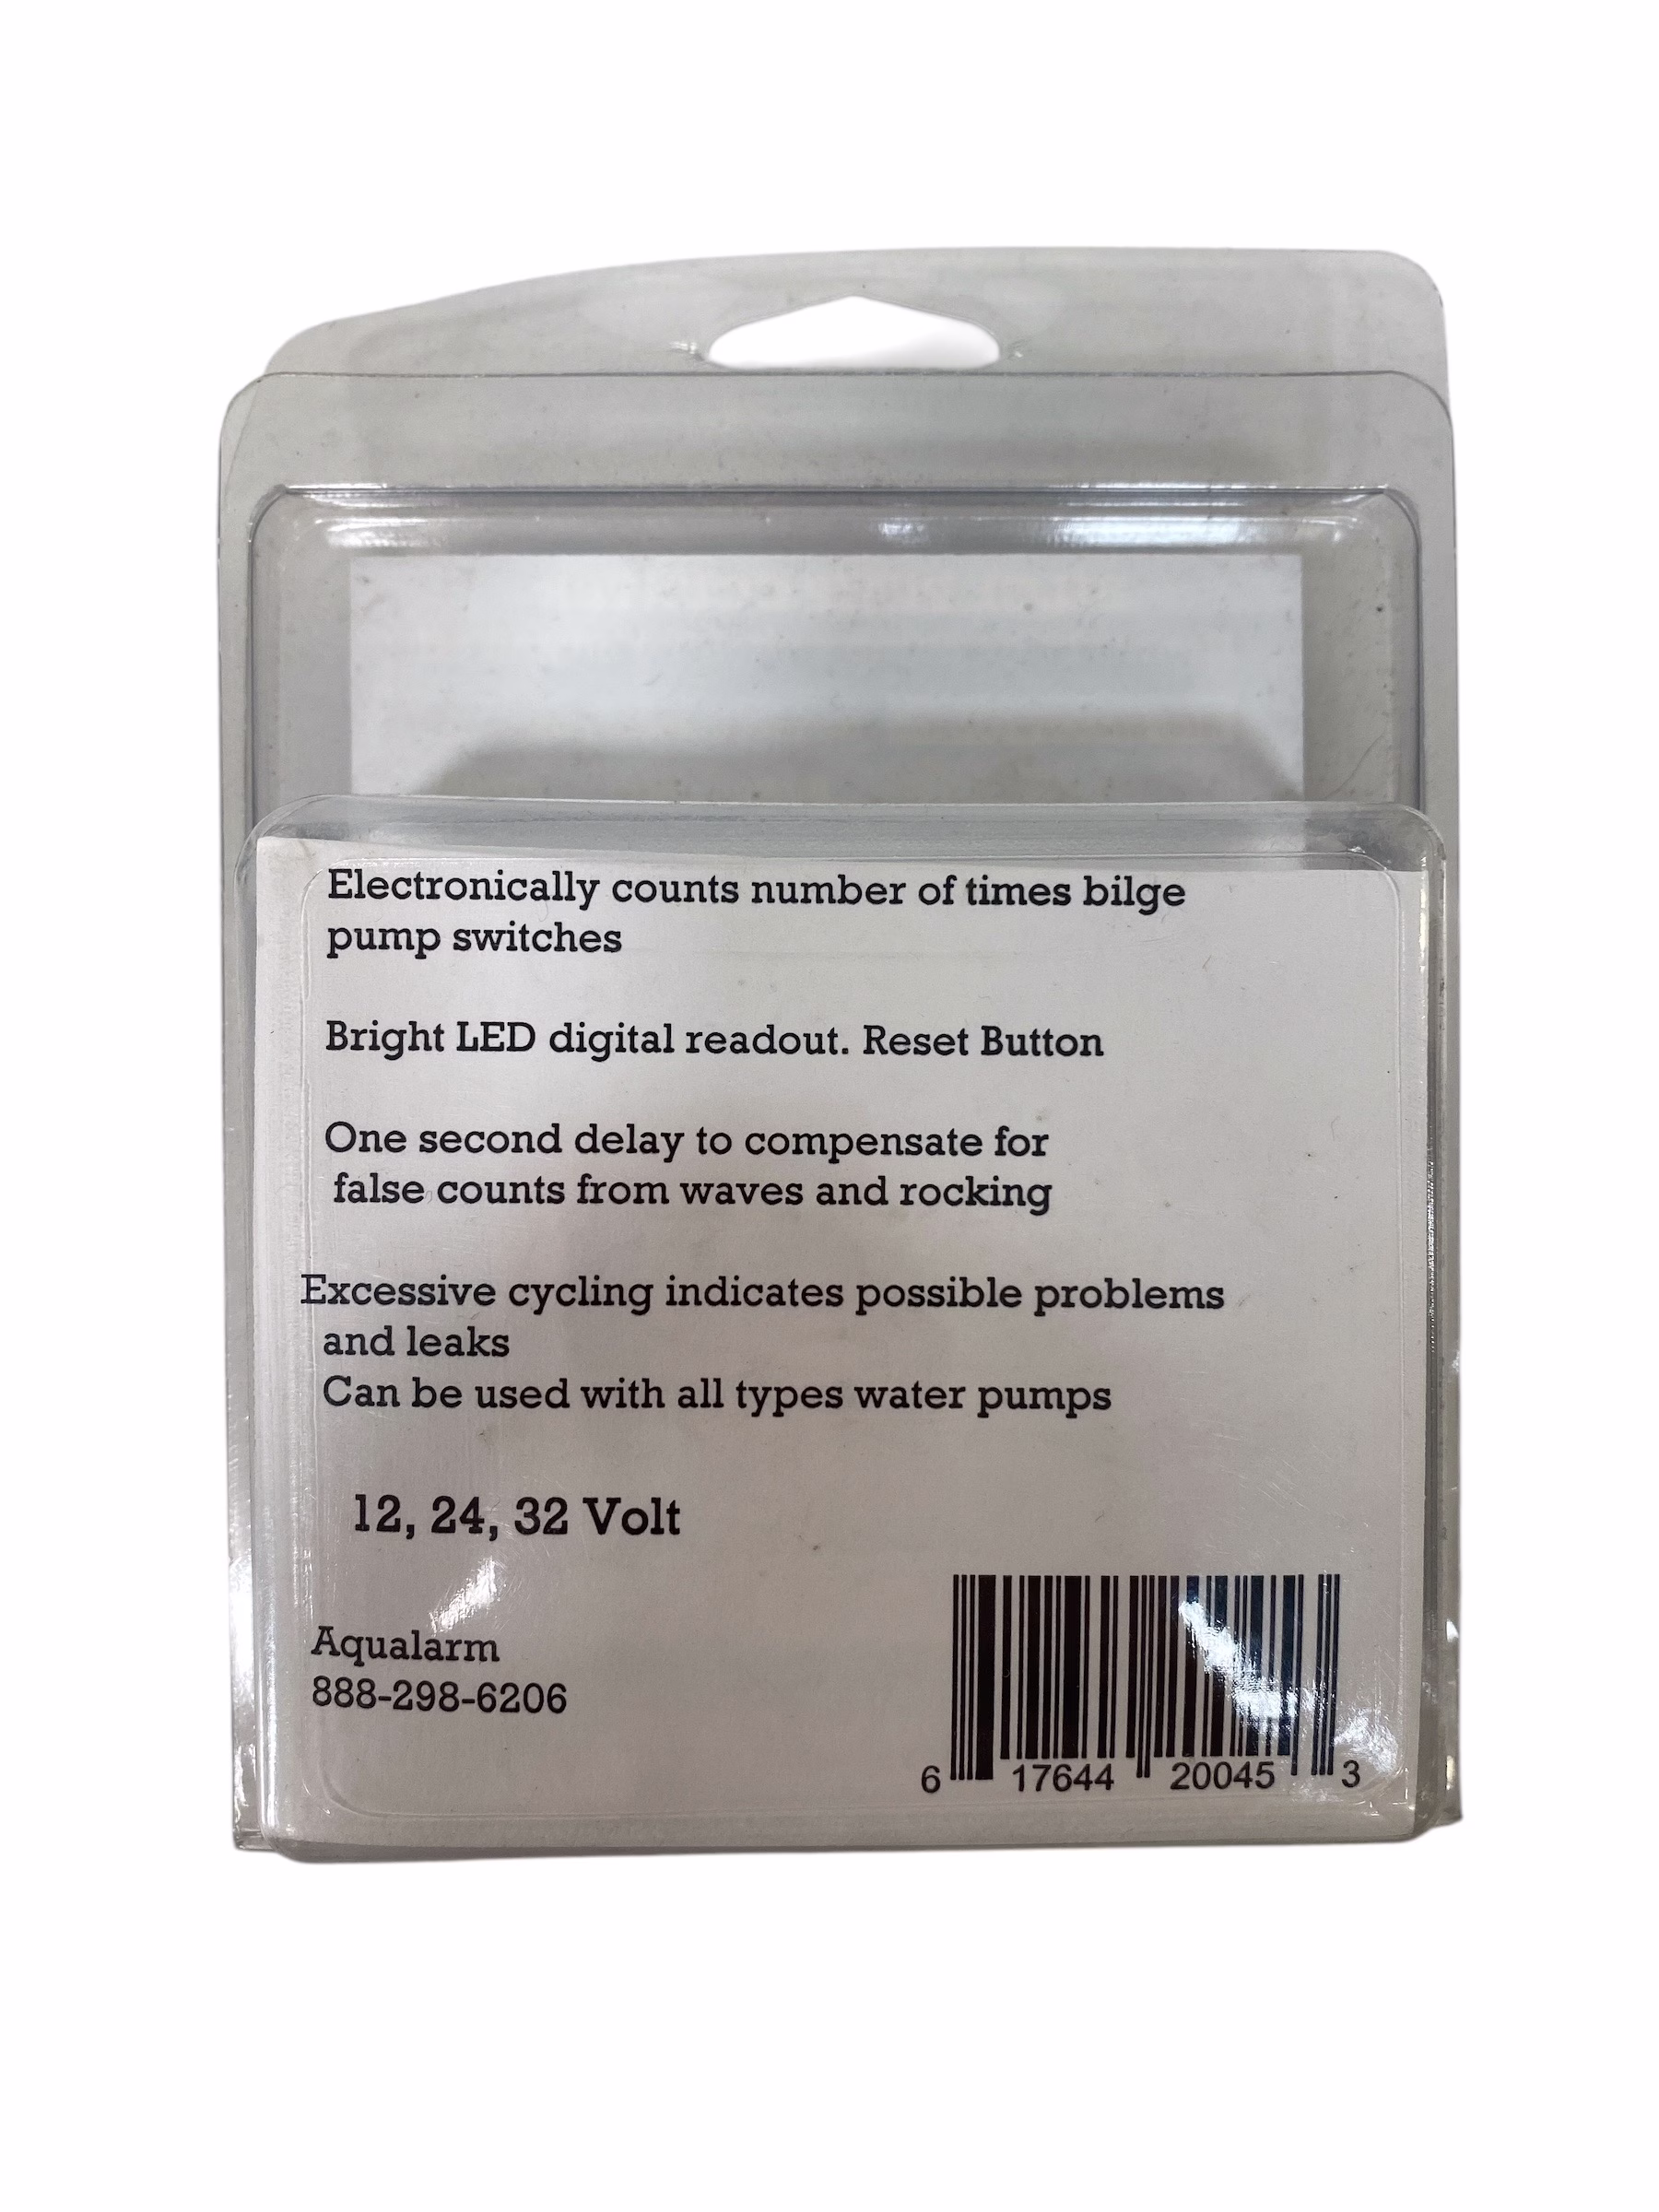 Electronically counts number of times bilge
pump switches
Bright LED digital readout. Reset Button
One second delay to compensate for
false counts from waves and rocking
Excessive cycling indicates possible problems
and leaks
Can be used with all types water pumps
12, 24, 32 Volt
Aqualarm
888-298-6206
6 17644 20045 3